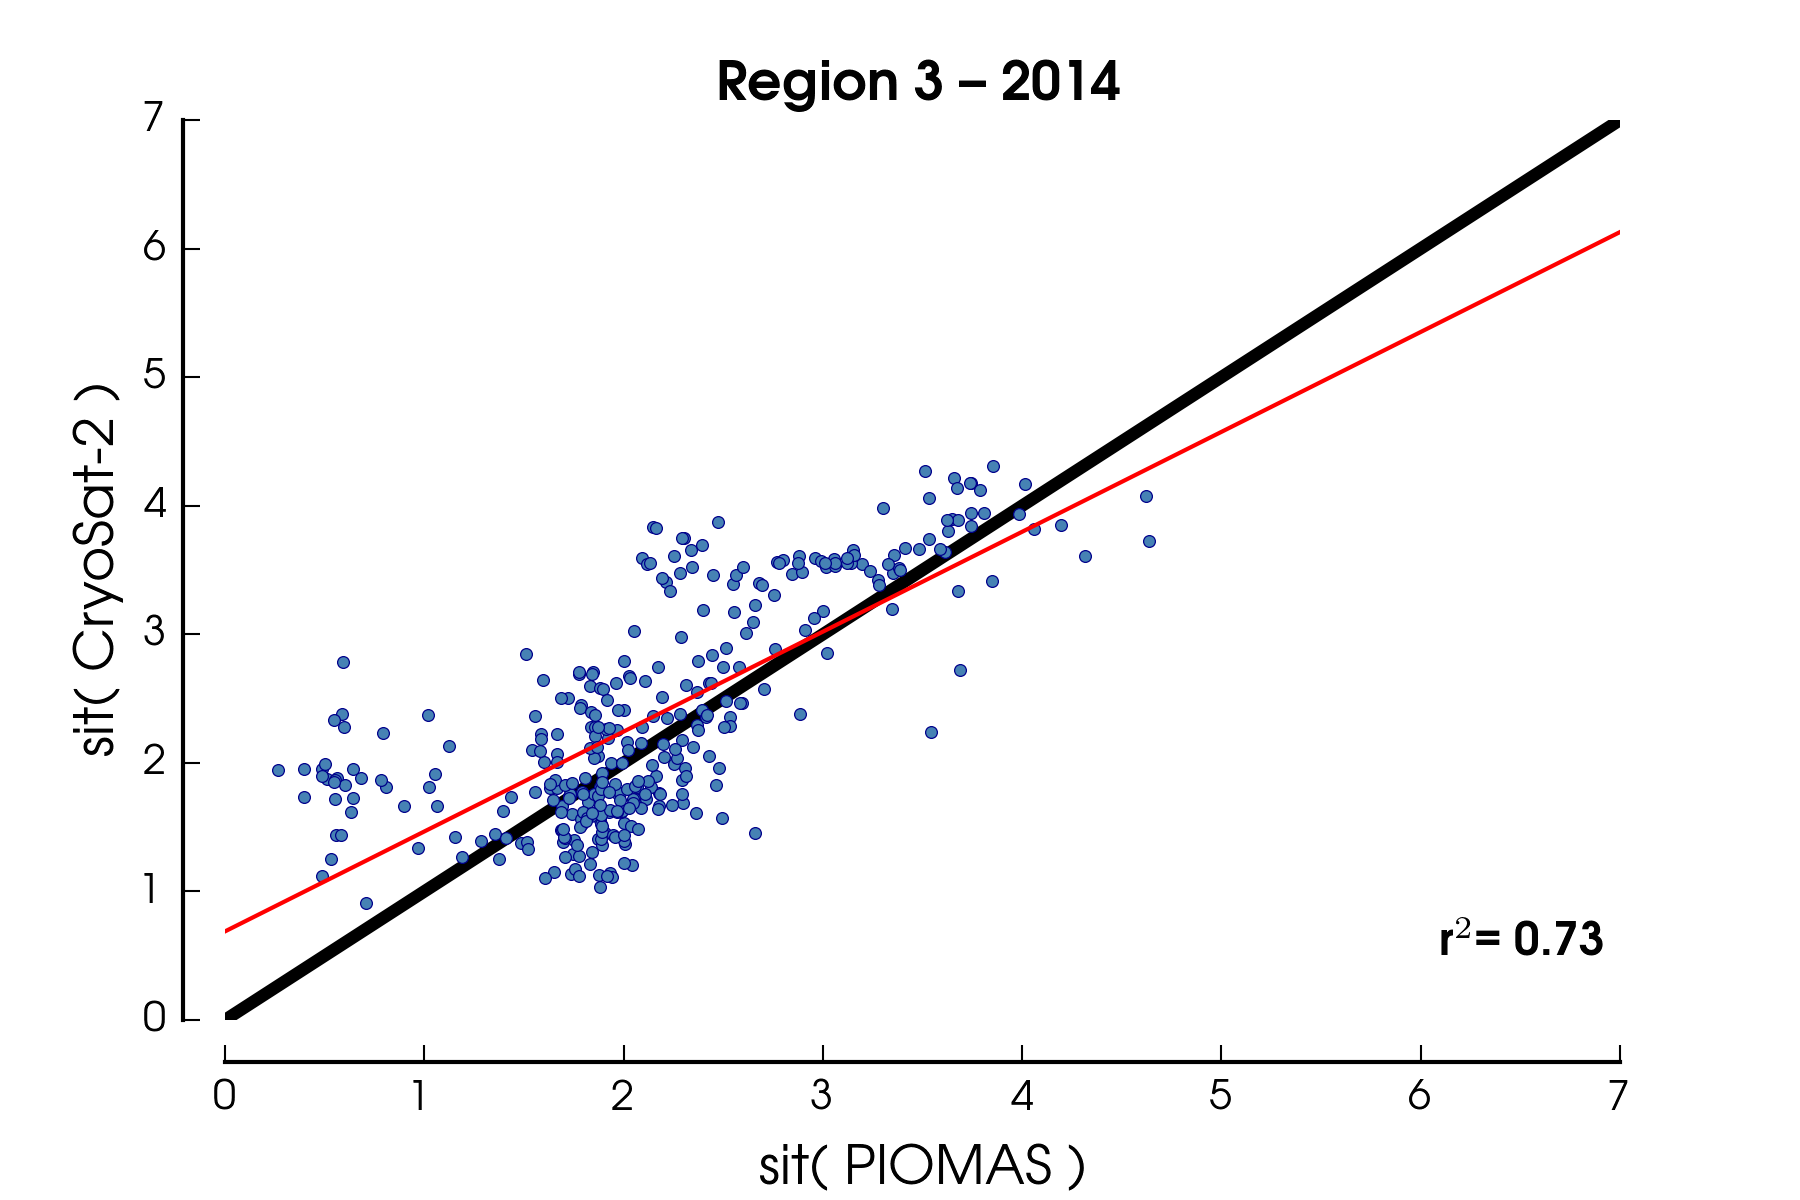 Region 3 – 2014
7
6
5
4
3
2
1
0
sit( CryoSat-2 )
r²= 0.73
0 1 2 3 4 5 6 7
sit( PIOMAS )